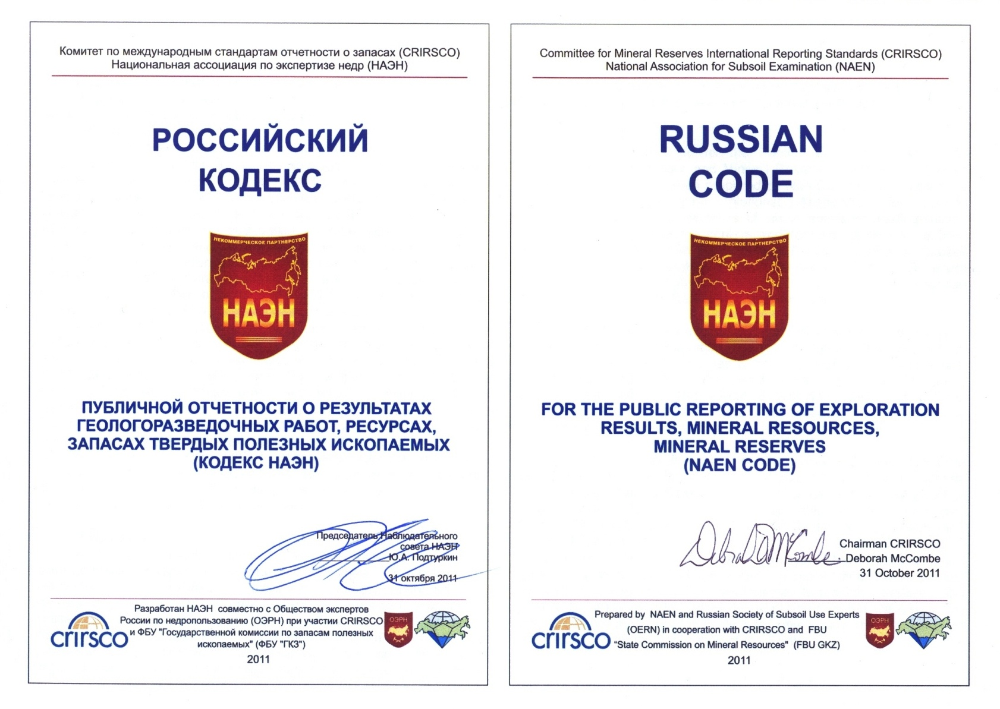 Комитет по международным стандартам отчетности о запасах (CRIRSCO)
Национальная ассоциация по экспертизе недр (НАЭН)
РОССИЙСКИЙ
КОДЕКС
НЕКОММЕРЧЕСКОЕ ПАРТНЕРСТВО
НАЭН
ПУБЛИЧНОЙ ОТЧЕТНОСТИ О РЕЗУЛЬТАТАХ
ГЕОЛОГОРАЗВЕДОЧНЫХ РАБОТ, РЕСУРСАХ,
ЗАПАСАХ ТВЕРДЫХ ПОЛЕЗНЫХ ИСКОПАЕМЫХ
(КОДЕКС НАЭН)
Председатель Наблюдательного
совета НАЭН
Ю.А. Подтуркин
31 октября 2011
Разработан НАЭН совместно с Обществом экспертов
России по недропользованию (ОЭРН) при участии CRIRSCO
и ФБУ "Государственной комиссии по запасам полезных
ископаемых" (ФБУ "ГКЗ")
2011
crirsco
ОЭРН
Committee for Mineral Reserves International Reporting Standards (CRIRSCO)
National Association for Subsoil Examination (NAEN)
RUSSIAN
CODE
НЕКОММЕРЧЕСКОЕ ПАРТНЕРСТВО
НАЭН
FOR THE PUBLIC REPORTING OF EXPLORATION
RESULTS, MINERAL RESOURCES,
MINERAL RESERVES
(NAEN CODE)
Deborah McCombe
Chairman CRIRSCO
Deborah McCombe
31 October 2011
Prepared by NAEN and Russian Society of Subsoil Use Experts
(OERN) in cooperation with CRIRSCO and FBU
"State Commission on Mineral Resources" (FBU GKZ)
2011
crirsco
ОЭРН